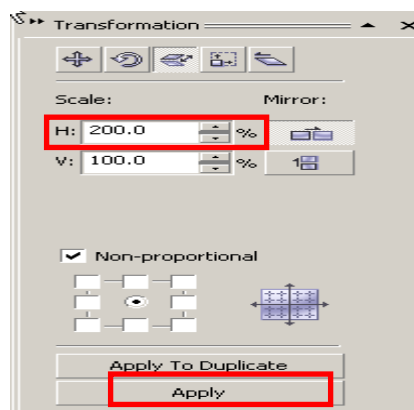 Transformation
Scale: Mirror:
H: 200.0 %
V: 100.0 %
Non-proportional
Apply To Duplicate
Apply